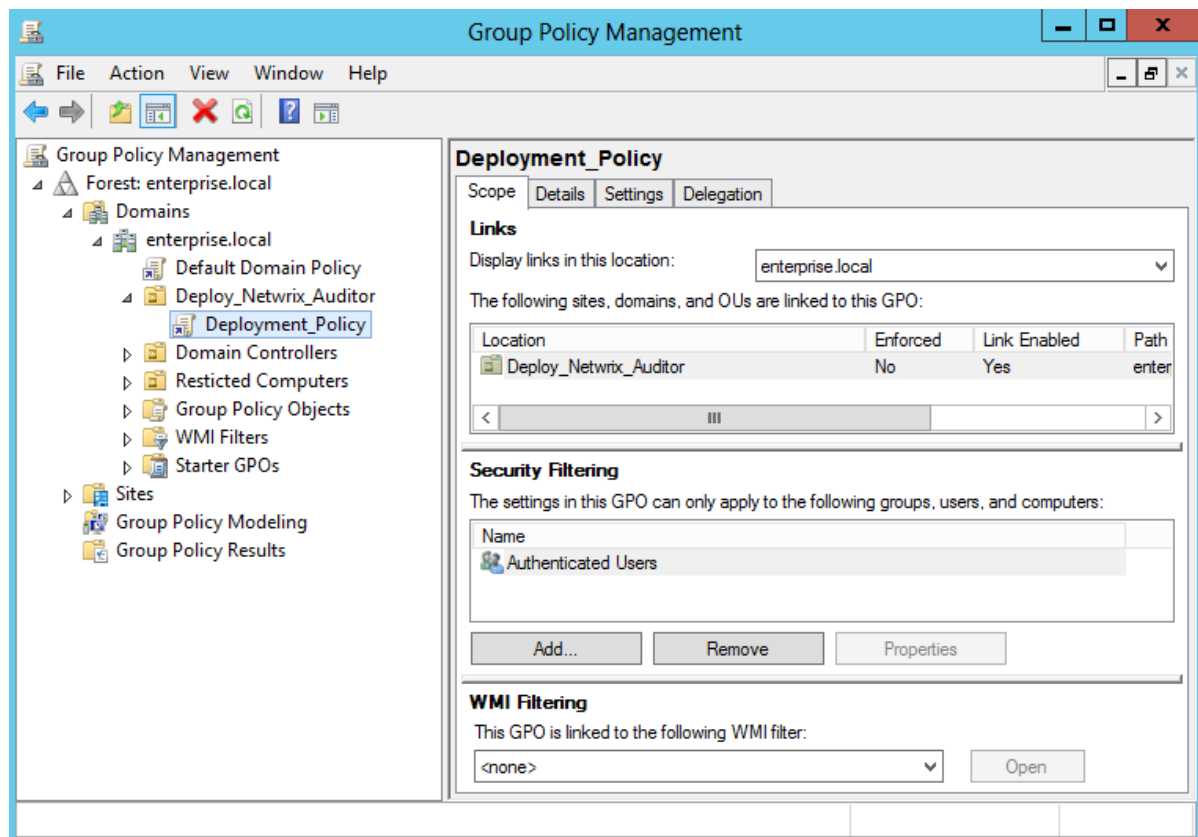 Group Policy Management
File Action View Window Help
Group Policy Management
Forest: enterprise.local
Domains
enterprise.local
Default Domain Policy
Deploy_Netwrix_Auditor
Deployment_Policy
Domain Controllers
Resticted Computers
Group Policy Objects
WMI Filters
Starter GPOs
Sites
Group Policy Modeling
Group Policy Results
Deployment_Policy
Scope Details Settings Delegation
Links
Display links in this location: enterprise.local
The following sites, domains, and OUs are linked to this GPO:
Location Enforced Link Enabled Path
Deploy_Netwrix_Auditor No Yes enter
Security Filtering
The settings in this GPO can only apply to the following groups, users, and computers:
Name
Authenticated Users
Add... Remove Properties
WMI Filtering
This GPO is linked to the following WMI filter:
<none> Open